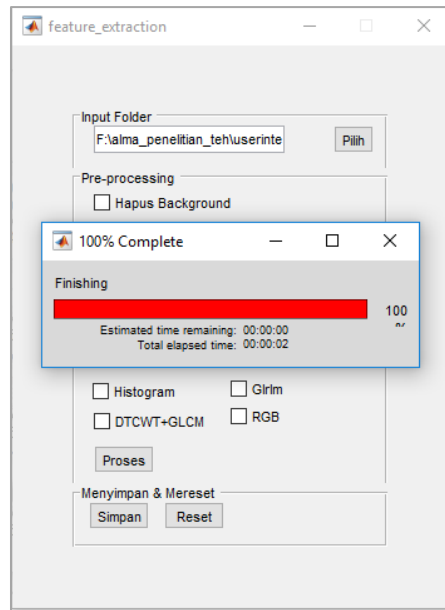 feature_extraction
Input Folder
F:\alma_penelitian_teh\userinte
Pilih
Pre-processing
Hapus Background
100% Complete
Finishing
100
%
Estimated time remaining: 00:00:00
Total elapsed time: 00:00:02
Histogram
Glrlm
DTCWT+GLCM
RGB
Proses
Menyimpan & Mereset
Simpan
Reset